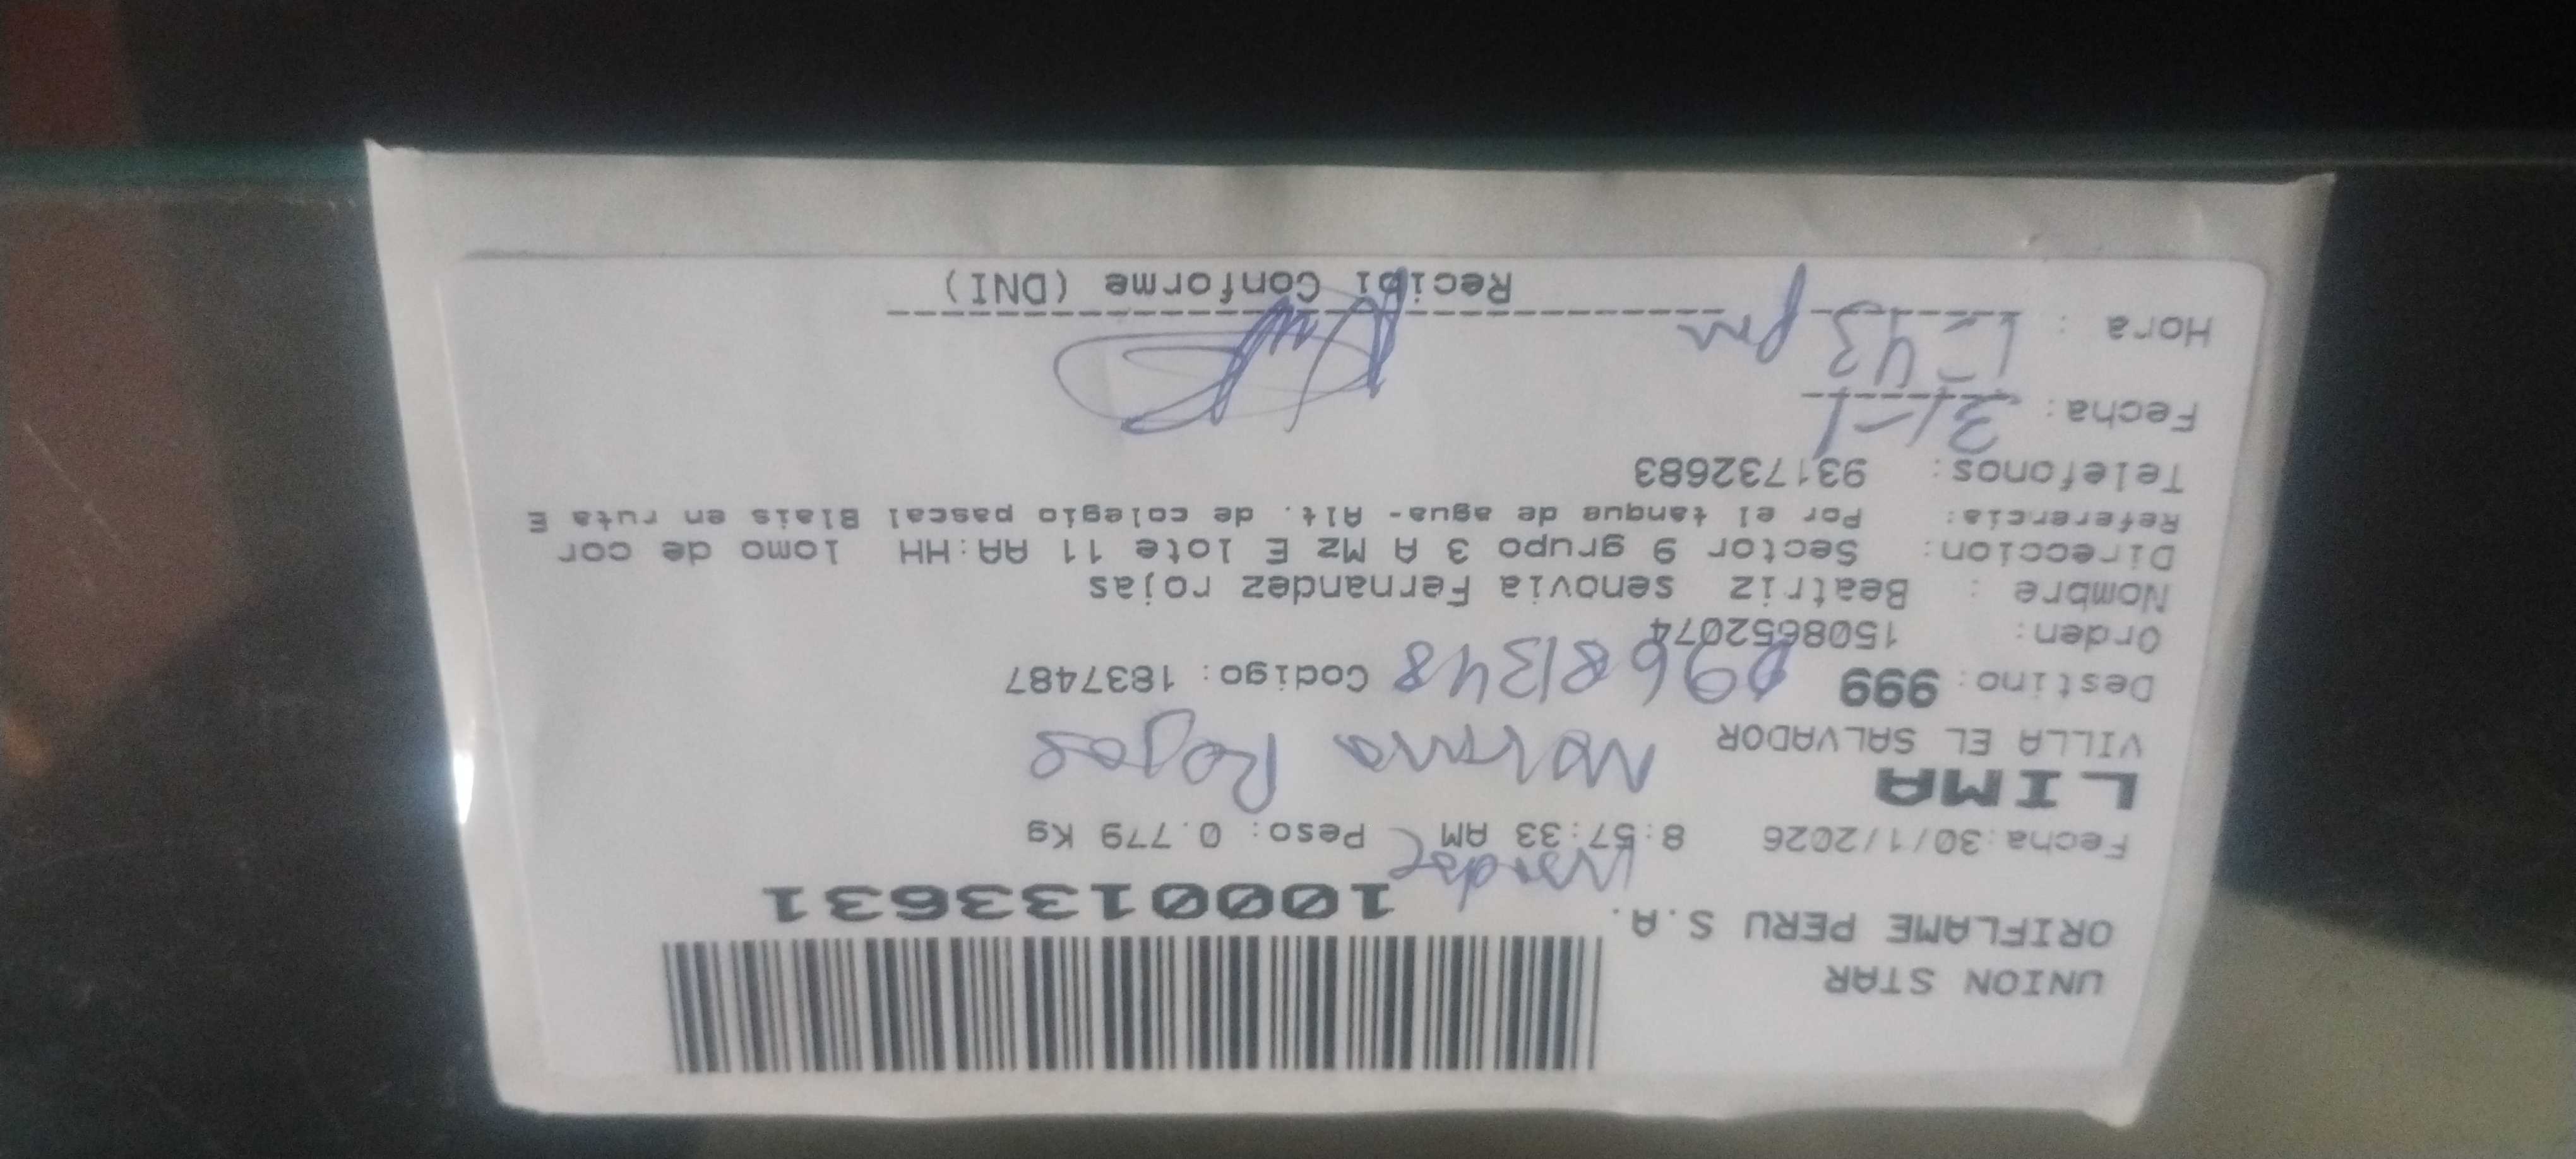 UNION STAR
ORIFLAME PERU S.A.
1000133631
Fecha:30/1/2026 8:57:33 AM Peso: 0.779 Kg
LIMA
VILLA EL SALVADOR Norma Rojas
Destino: 999 09681348 Codigo: 1837487
Orden: 1508652074
Nombre : Beatriz senovia Fernandez rojas
Direccion: Sector 9 grupo 3 A Mz E lote 11 AA:HH lomo de cor
Referencia: Por el tanque de agua- Alt. de colegio pascal Blais en ruta E
Telefonos: 931732683
Fecha: 31-1
Hora : 1:43 pm
Recibi Conforme (DNI)